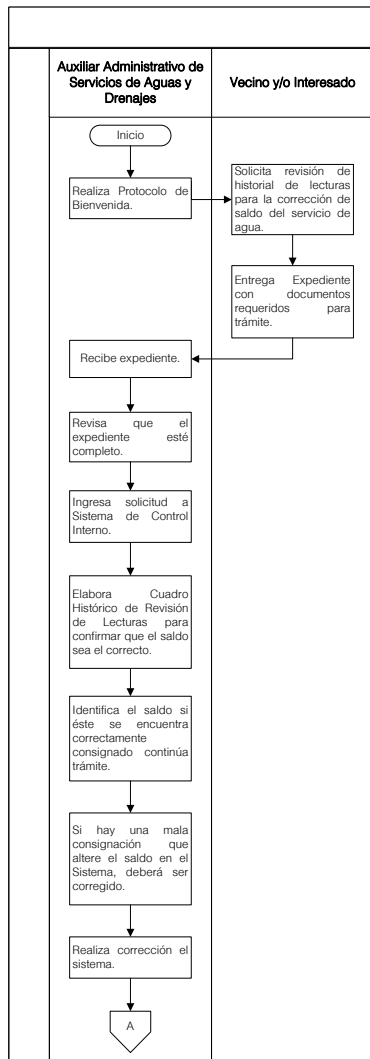 Auxiliar Administrativo de
Servicios de Aguas y
Drenajes
Vecino y/o Interesado
Inicio
Realiza Protocolo de
Bienvenida.
Solicita revisión de
historial de lecturas
para la corrección de
saldo del servicio de
agua.
Entrega Expediente
con documentos
requeridos para
trámite.
Recibe expediente.
Revisa que el
expediente esté
completo.
Ingresa solicitud a
Sistema de Control
Interno.
Elabora Cuadro
Histórico de Revisión
de Lecturas para
confirmar que el saldo
sea el correcto.
Identifica el saldo si
éste se encuentra
correctamente
consignado continúa
trámite.
Si hay una mala
consignación que
altere el saldo en el
Sistema, deberá ser
corregido.
Realiza corrección el
sistema.
A